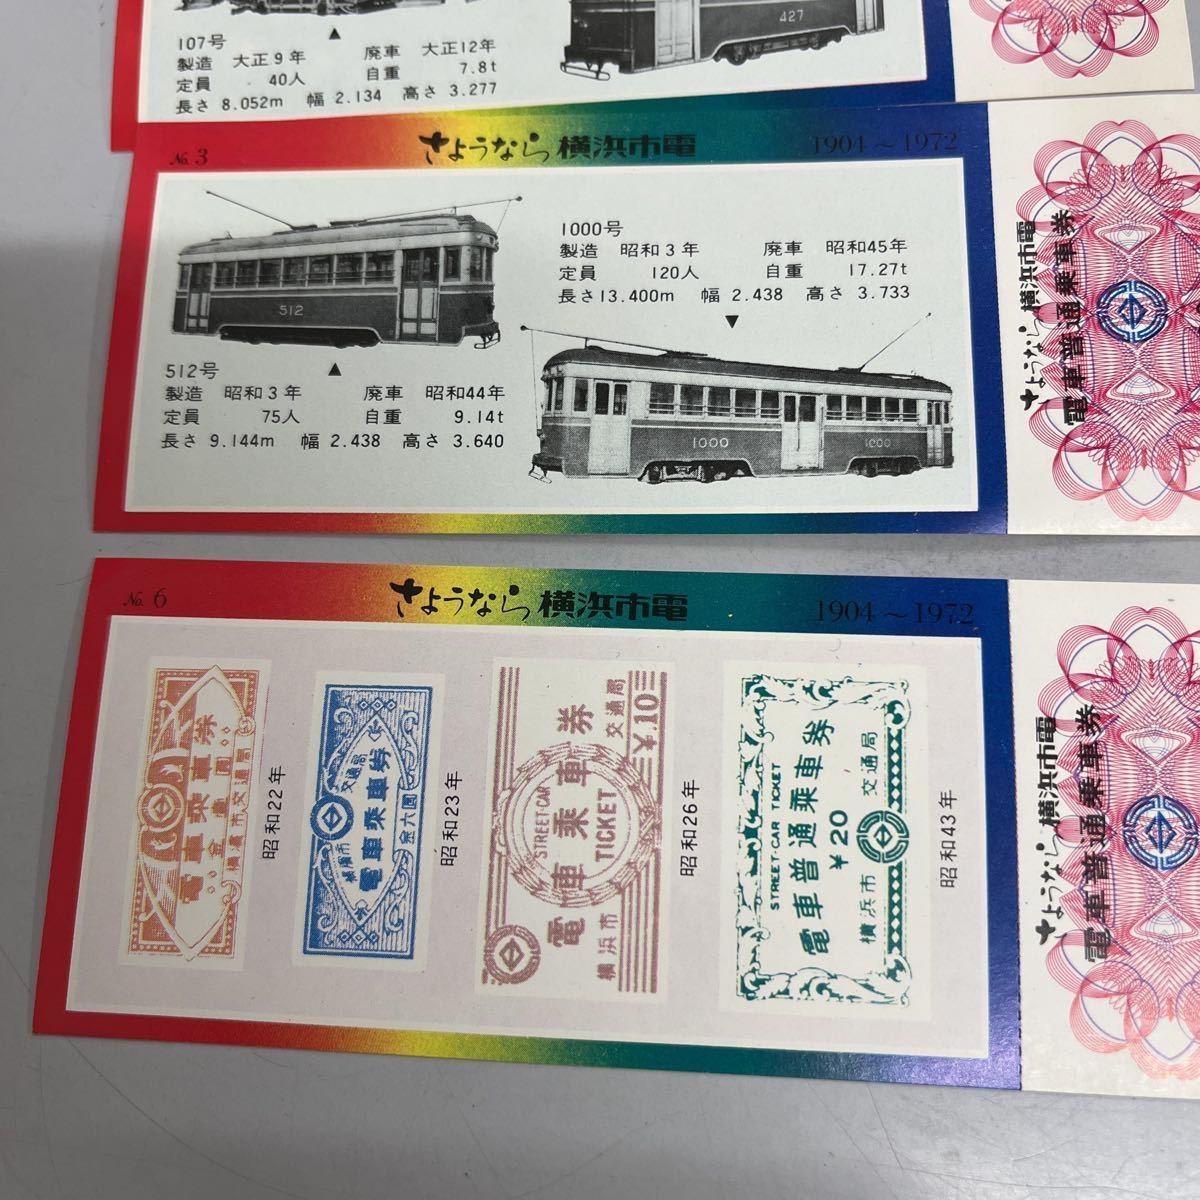 427
107号
製造 大正9年 廃車 大正12年
定員 40人 自重 7.8t
長さ 8.052m 幅 2.134 高さ 3.277
No. 3
さようなら 横浜市電
1904~1972
1000号
製造 昭和3年 廃車 昭和45年
定員 120人 自重 17.27t
長さ13.400m 幅 2.438 高さ 3.733
512
512号
製造 昭和3年 廃車 昭和44年
定員 75人 自重 9.14t
長さ 9.144m 幅 2.438 高さ 3.640
1000
1000
さようなら 横浜市電
電車普通乗車券
No. 6
さようなら 横浜市電
1904~1972
電車乗車券
横濱市交通局
昭和22年
横濱市 交通局
電車乗車券
金六圓
昭和23年
STREET-CAR
電車乗車券
TICKET
横浜市 交通局
¥.10
昭和26年
STREET-CAR TICKET
電車普通乗車券
¥20
横浜市 交通局
昭和43年
さようなら 横浜市電
電車普通乗車券